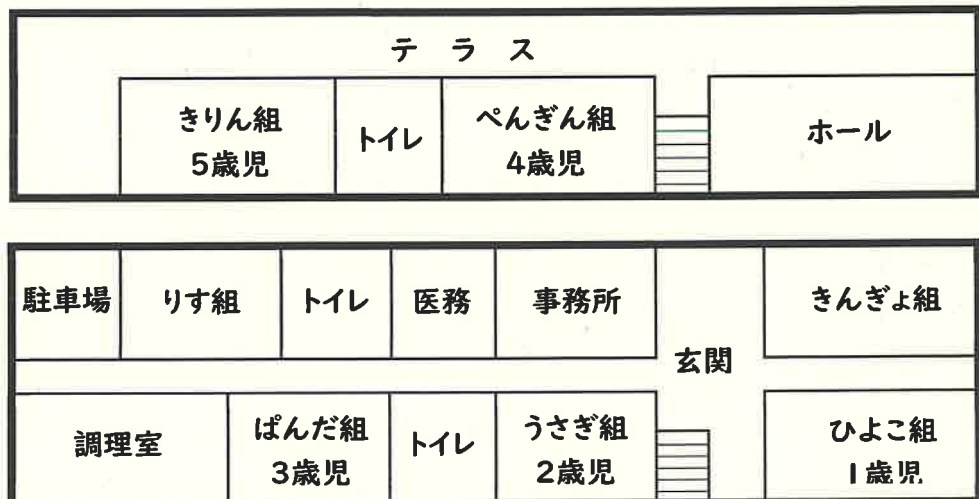 テラス
きりん組
5歳児
トイレ
ぺんぎん組
4歳児
ホール
駐車場
りす組
トイレ
医務
事務所
きんぎょ組
玄関
調理室
ぱんだ組
3歳児
トイレ
うさぎ組
2歳児
ひよこ組
1歳児